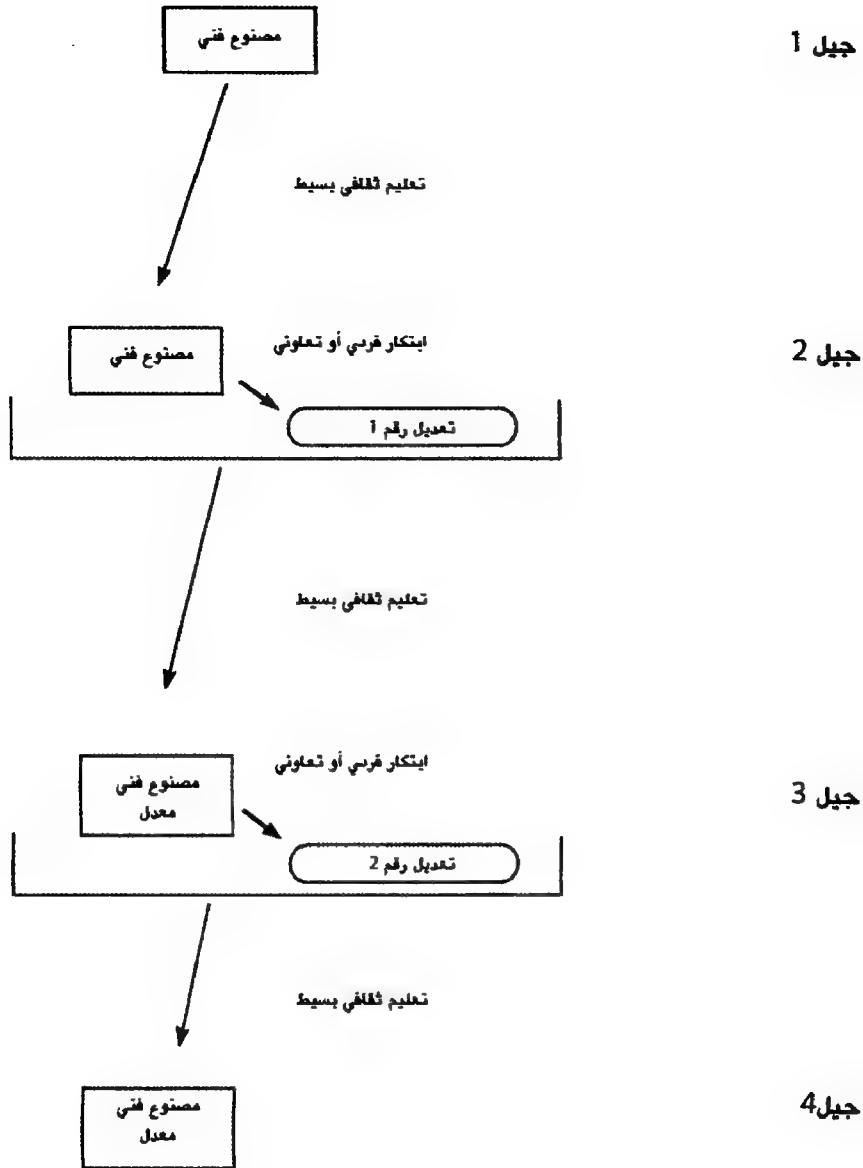 جيل 1
مصنوع فني
تعليم ثقافي بسيط
جيل 2
ابتكار فردي أو تعاوني
مصنوع فني
تعديل رقم 1
تعليم ثقافي بسيط
ابتكار فردي أو تعاوني
جيل 3
مصنوع فني
معدل
تعديل رقم 2
تعليم ثقافي بسيط
جيل4
مصنوع فني
معدل